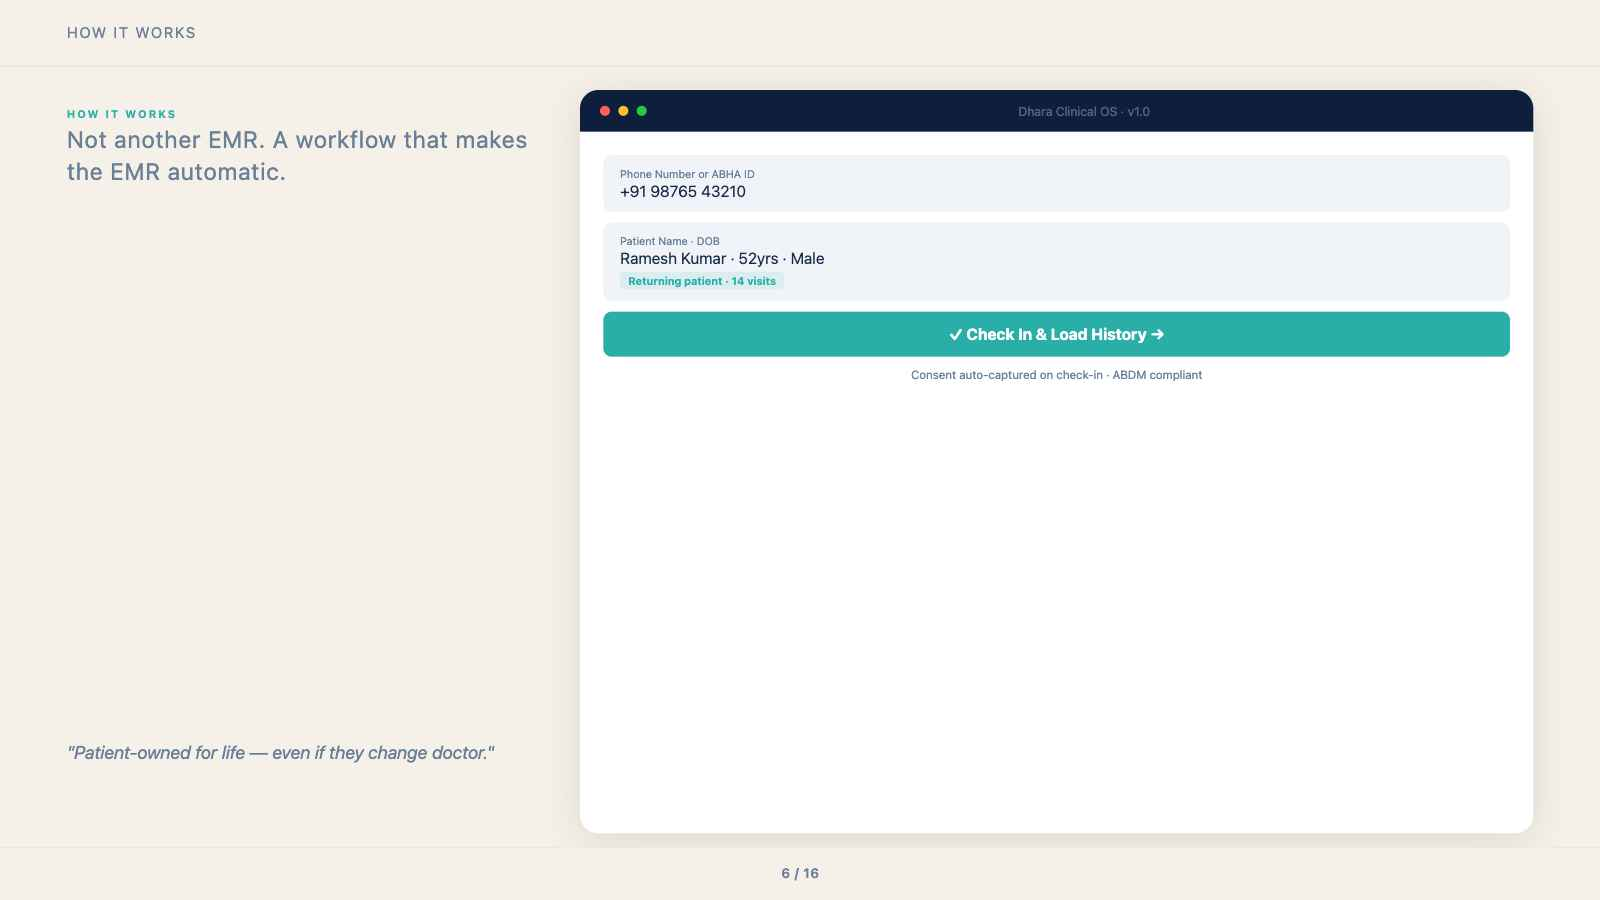 HOW IT WORKS
HOW IT WORKS
Not another EMR. A workflow that makes
the EMR automatic.
"Patient-owned for life — even if they change doctor."
Dhara Clinical OS · v1.0
Phone Number or ABHA ID
+91 98765 43210
Patient Name · DOB
Ramesh Kumar · 52yrs · Male
Returning patient · 14 visits
✓ Check In & Load History →
Consent auto-captured on check-in · ABDM compliant
6 / 16